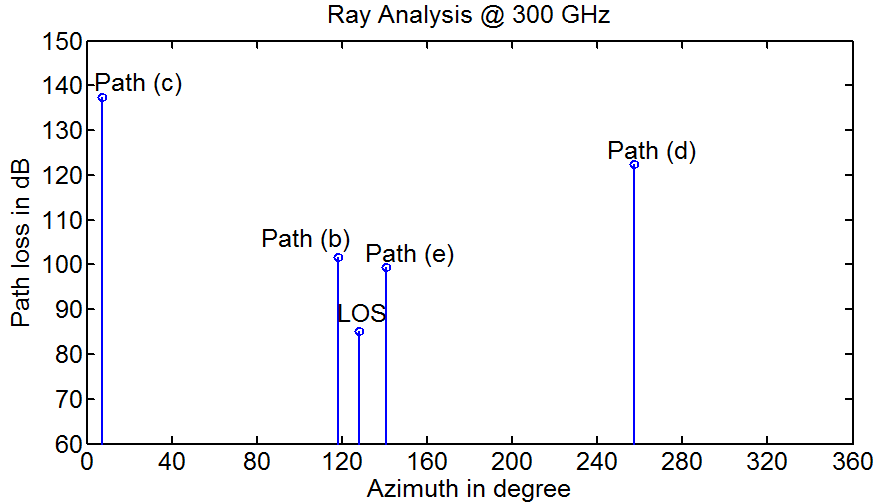 Ray Analysis @ 300 GHz
150
140
130
120
110
100
90
80
70
60
Path loss in dB
Path (c)
Path (d)
Path (b)
Path (e)
LOS
0 40 80 120 160 200 240 280 320 360
Azimuth in degree